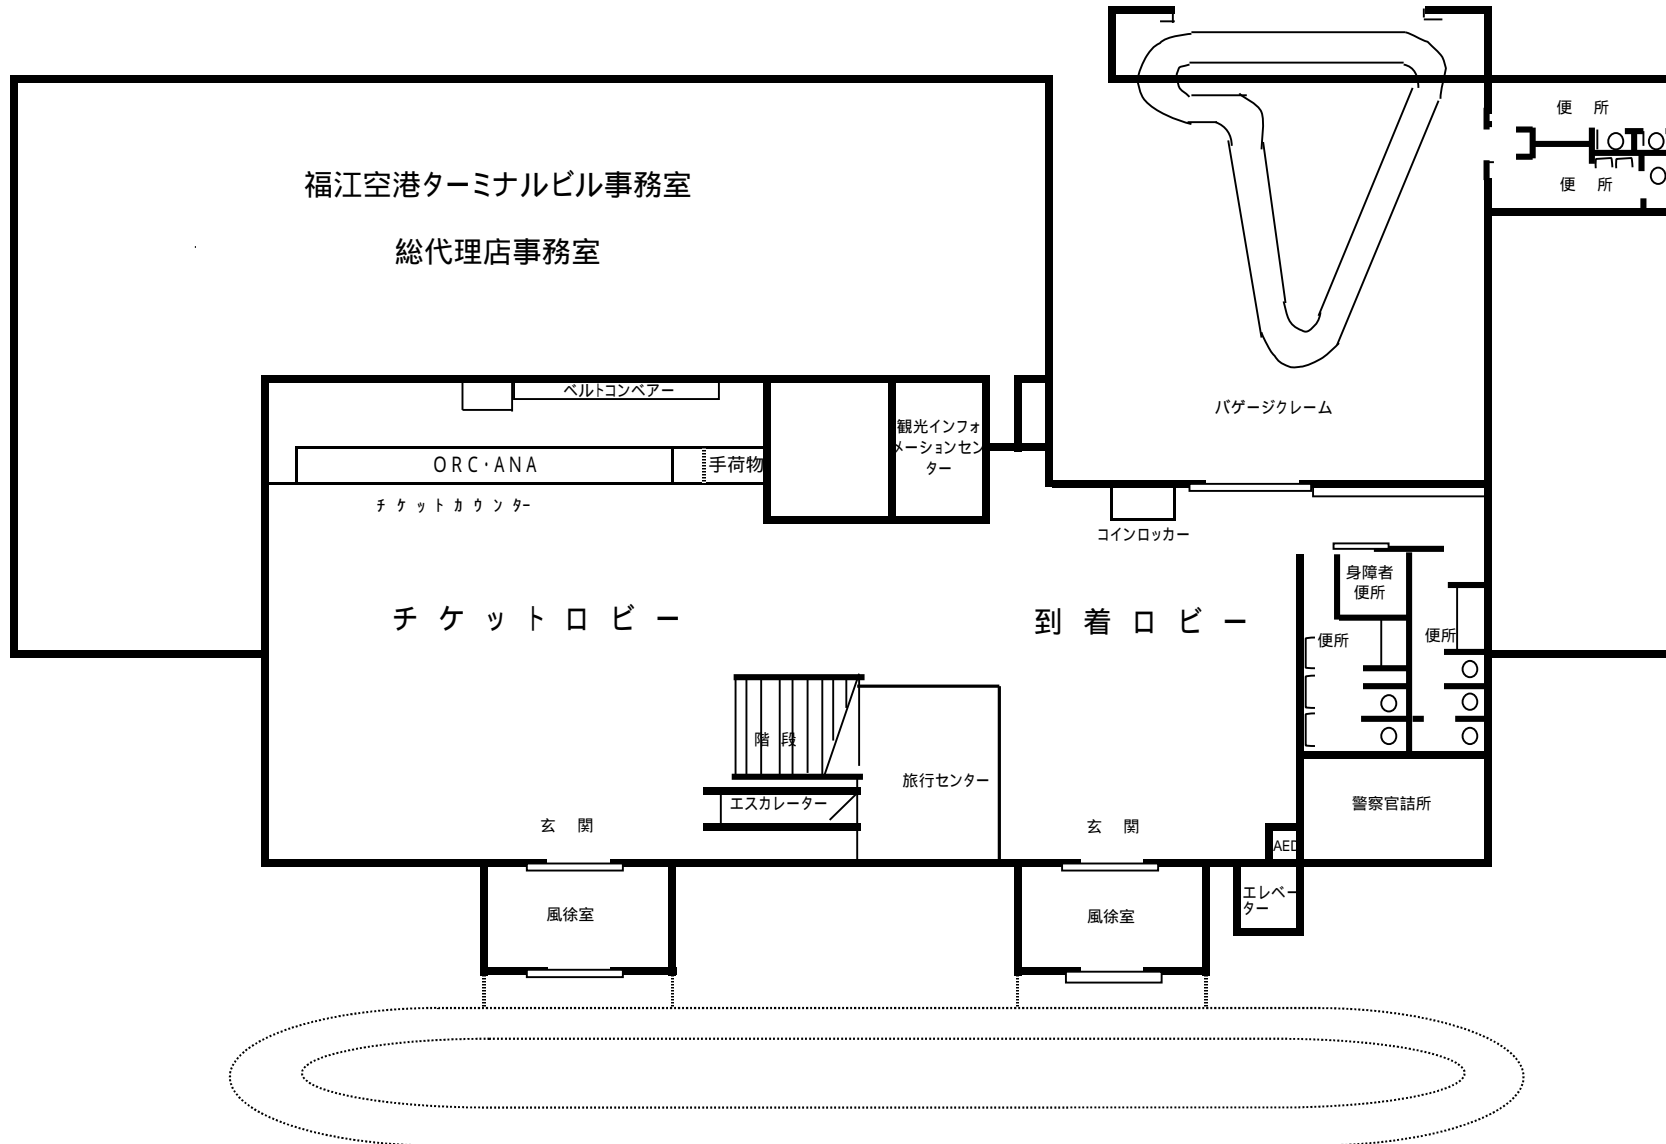 便 所
便 所
福江空港ターミナルビル事務室
総代理店事務室
ベルトコンベアー
バゲージクレーム
観光インフォ
メーションセン
ター
ORC・ANA
手荷物
チケットカウンター
コインロッカー
身障者
便所
チケットロビー
到着ロビー
便所
便所
階 段
旅行センター
エスカレーター
警察官詰所
玄 関
玄 関
AED
エレベー
ター
風徐室
風徐室